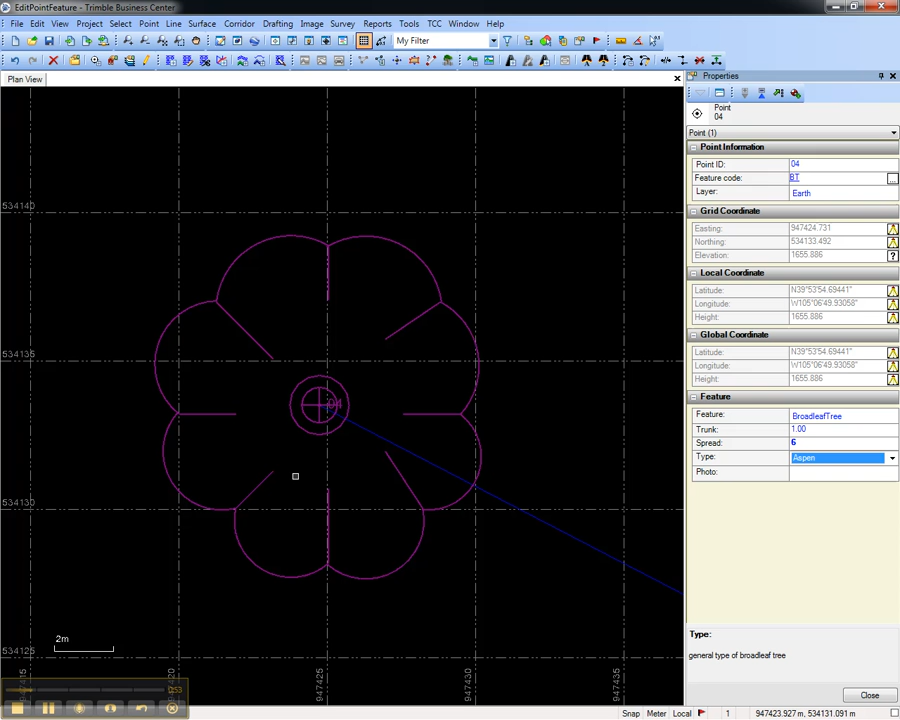 EditPointFeature - Trimble Business Center
File Edit View Project Select Point Line Surface Corridor Drafting Image Survey Reports Tools TCC Window Help
My Filter
Plan View
Properties
Point
04
Point (1)
Point Information
Point ID: 04
Feature code: BT
Layer: Earth
Grid Coordinate
Easting: 947424.731
Northing: 534133.492
Elevation: 1655.886
?
Local Coordinate
Latitude: N39°53'54.69441"
Longitude: W105°06'49.93058"
Height: 1655.886
Global Coordinate
Latitude: N39°53'54.69441"
Longitude: W105°06'49.93058"
Height: 1655.886
Feature
Feature: BroadleafTree
Trunk: 1.00
Spread: 6
Type: Aspen
Photo:
534140
534135
04
534130
2m
534125
947415
947420
947425
947430
947435
Type:
general type of broadleaf tree
Close
Snap Meter Local 1 947423.927 m, 534131.091 m